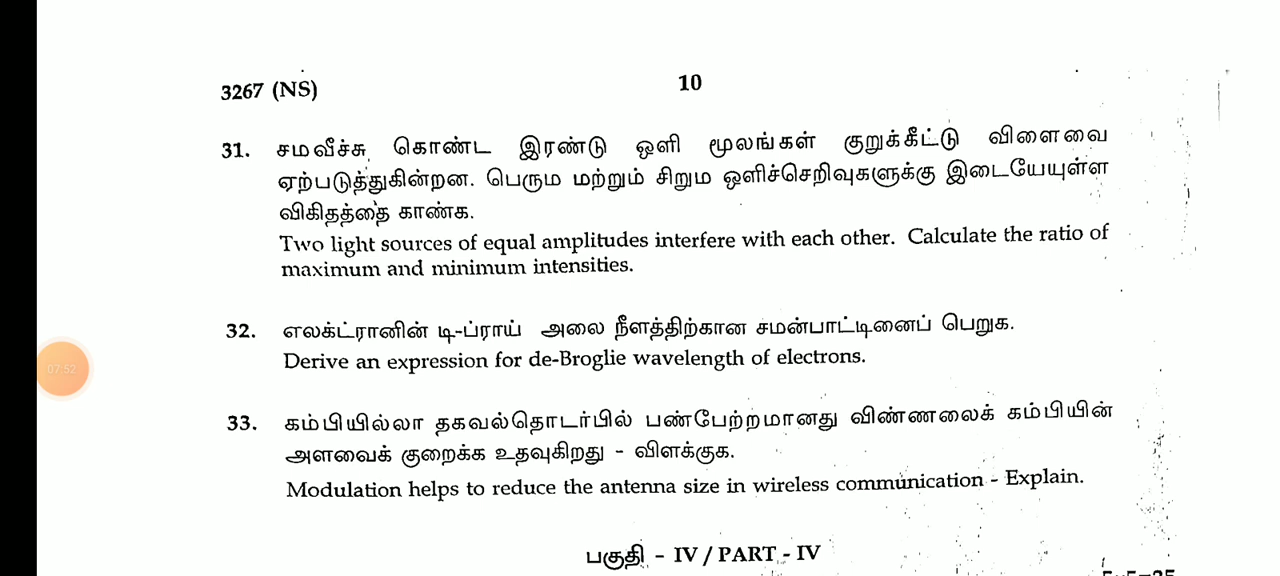 3267 (NS)
10
31. சமவீச்சு கொண்ட இரண்டு ஒளி மூலங்கள் குறுக்கீட்டு விளைவை
ஏற்படுத்துகின்றன. பெரும மற்றும் சிறும ஒளிச்செறிவுகளுக்கு இடையேயுள்ள
விகிதத்தை காண்க.
Two light sources of equal amplitudes interfere with each other. Calculate the ratio of
maximum and minimum intensities.
32. எலக்ட்ரானின் டி-ப்ராய் அலை நீளத்திற்கான சமன்பாட்டினைப் பெறுக.
Derive an expression for de-Broglie wavelength of electrons.
07:52
33. கம்பியில்லா தகவல்தொடர்பில் பண்பேற்றமானது விண்ணலைக் கம்பியின்
அளவைக் குறைக்க உதவுகிறது - விளக்குக.
Modulation helps to reduce the antenna size in wireless communication - Explain.
பகுதி - IV / PART - IV